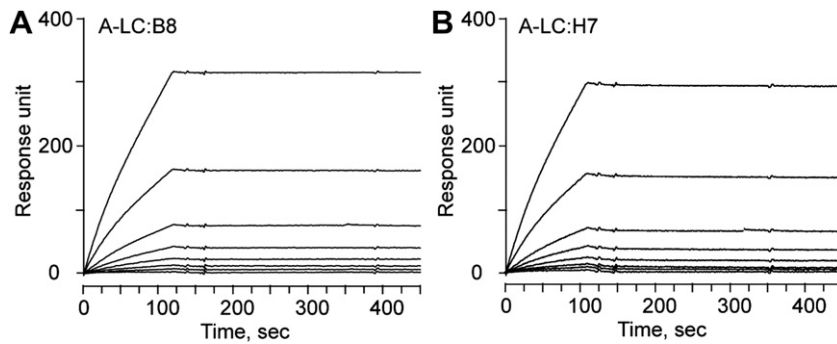 A A-LC:B8
400
200
0
Response unit
0 100 200 300 400
Time, sec
B A-LC:H7
400
200
0
Response unit
0 100 200 300 400
Time, sec